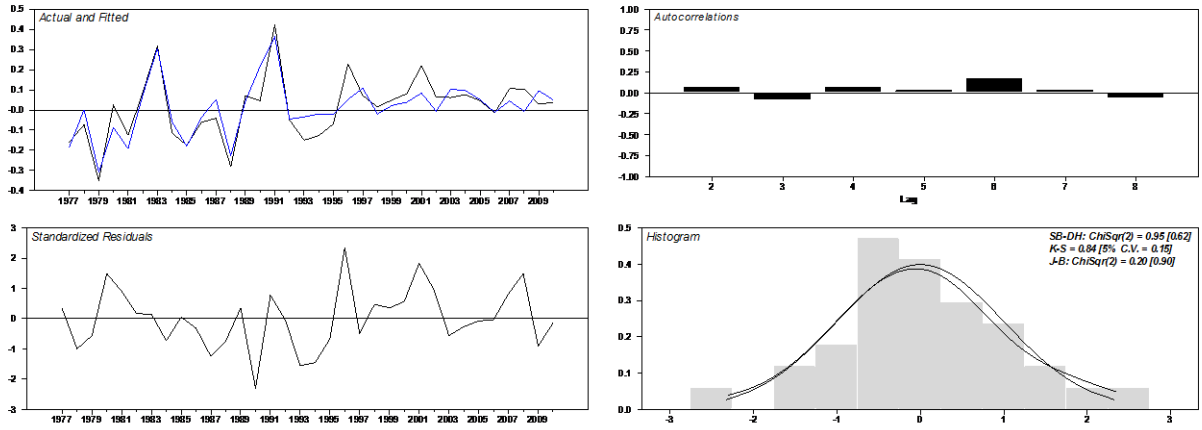 Actual and Fitted
0.5
0.4
0.3
0.2
0.1
-0.0
-0.1
-0.2
-0.3
-0.4
1977 1979 1981 1983 1985 1987 1989 1991 1993 1995 1997 1999 2001 2003 2005 2007 2009
Autocorrelations
1.00
0.75
0.50
0.25
0.00
-0.25
-0.50
-0.75
-1.00
2 3 4 5 6 7 8
Lag
Standardized Residuals
3
2
1
0
-1
-2
-3
1977 1979 1981 1983 1985 1987 1989 1991 1993 1995 1997 1999 2001 2003 2005 2007 2009
Histogram
SB-DH: ChiSqr(2) = 0.95 [0.62]
K-S = 0.84 [5% C.V. = 0.15]
J-B: ChiSqr(2) = 0.20 [0.90]
0.5
0.4
0.3
0.2
0.1
0.0
-3 -2 -1 0 1 2 3